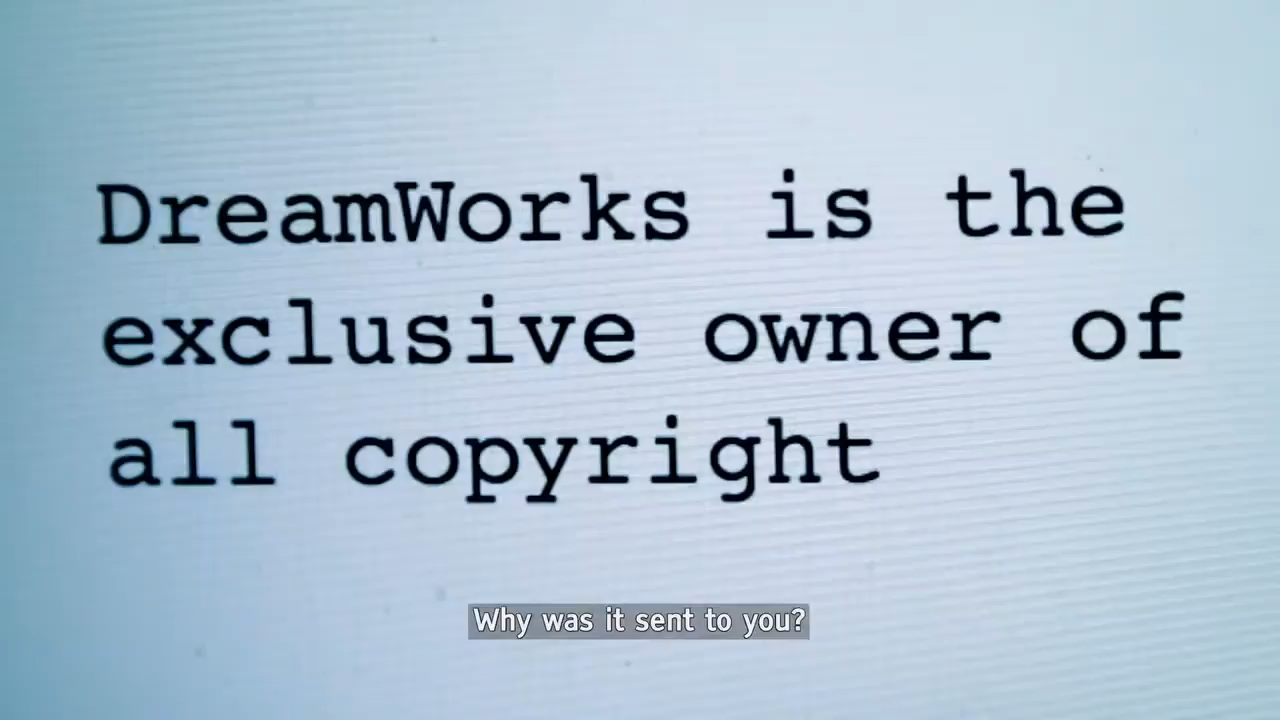 DreamWorks is the
exclusive owner of
all copyright
Why was it sent to you?